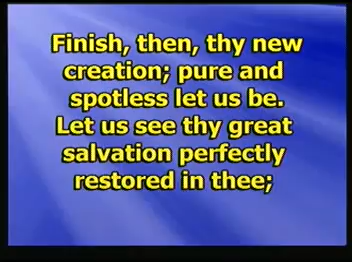 Finish, then, thy new
creation; pure and
spotless let us be.
Let us see thy great
salvation perfectly
restored in thee;